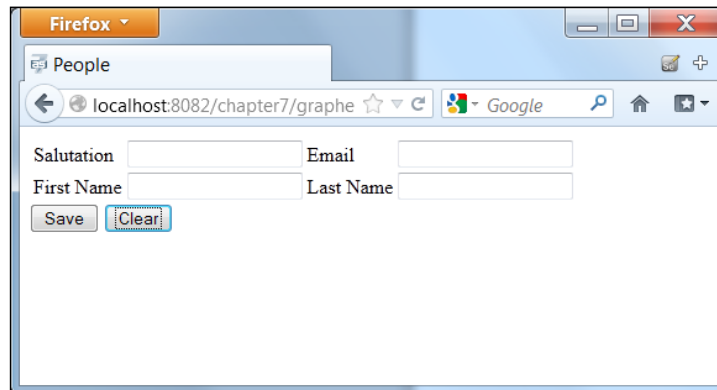 Firefox
People
localhost:8082/chapter7/graphe Google
Salutation Email
First Name Last Name
Save Clear